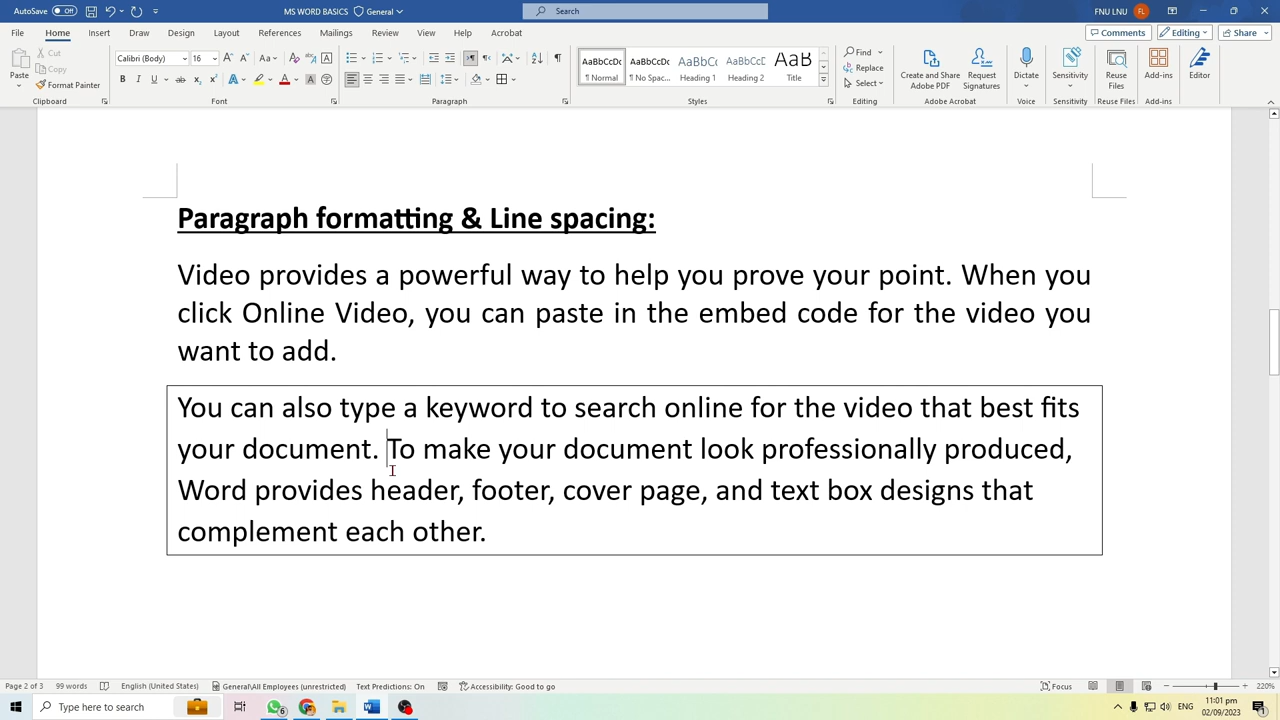 AutoSave Off MS WORD BASICS General Search FNU LNU FL
File Home Insert Draw Design Layout References Mailings Review View Help Acrobat Comments Editing Share
Paste Cut Copy Format Painter
Calibri (Body) 16
AaBbCcDc AaBbCcDc AaBbCc AaBbCcD AaB
¶ Normal ¶ No Spac... Heading 1 Heading 2 Title
Find Replace Select
Create and Share Adobe PDF Request Signatures Dictate Sensitivity Reuse Files Add-ins Editor
Clipboard Font Paragraph Styles Editing Adobe Acrobat Voice Sensitivity Reuse Files Add-ins
Paragraph formatting & Line spacing:
Video provides a powerful way to help you prove your point. When you
click Online Video, you can paste in the embed code for the video you
want to add.
You can also type a keyword to search online for the video that best fits
your document. To make your document look professionally produced,
Word provides header, footer, cover page, and text box designs that
complement each other.
Page 2 of 3 99 words English (United States) General\All Employees (unrestricted) Text Predictions: On Accessibility: Good to go Focus 220%
Type here to search 6 ENG 11:01 pm
02/09/2023 1